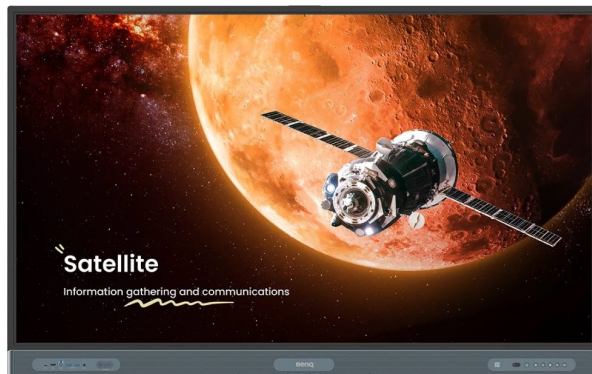 Satellite
Information gathering and communications
BenQ